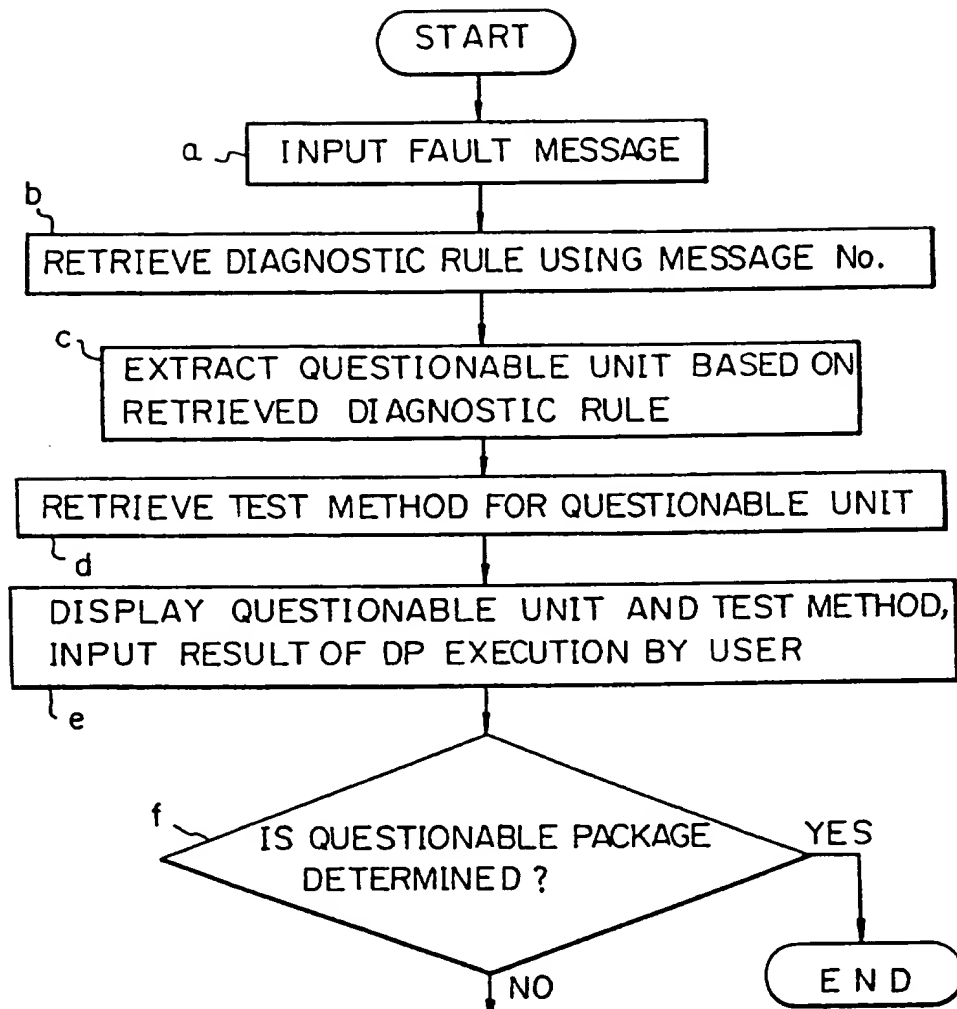 START
a
INPUT FAULT MESSAGE
b
RETRIEVE DIAGNOSTIC RULE USING MESSAGE No.
c
EXTRACT QUESTIONABLE UNIT BASED ON
RETRIEVED DIAGNOSTIC RULE
RETRIEVE TEST METHOD FOR QUESTIONABLE UNIT
d
DISPLAY QUESTIONABLE UNIT AND TEST METHOD,
INPUT RESULT OF DP EXECUTION BY USER
e
f
IS QUESTIONABLE PACKAGE
DETERMINED ?
YES
END
NO